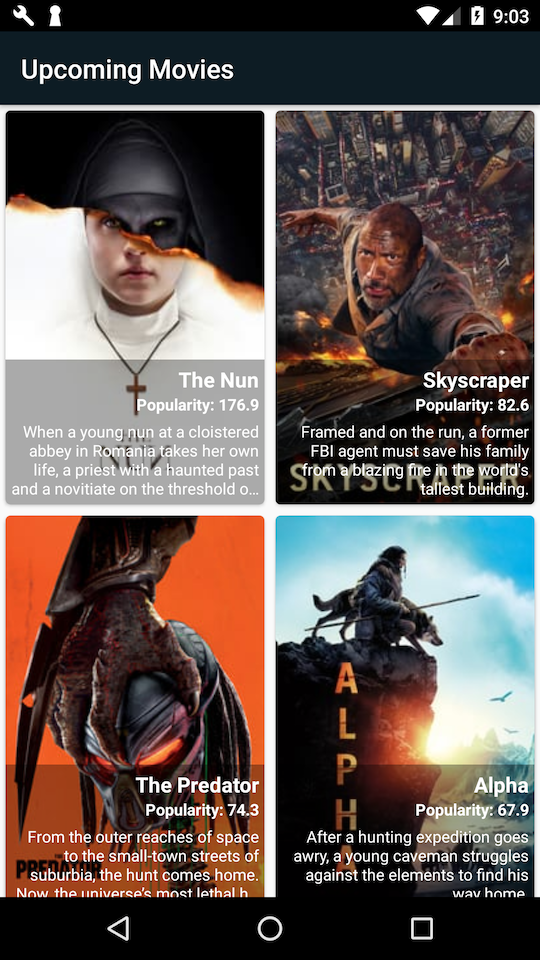 9:03
Upcoming Movies
The Nun
Popularity: 176.9
When a young nun at a cloistered
abbey in Romania takes her own
life, a priest with a haunted past
and a novitiate on the threshold o…
Skyscraper
Popularity: 82.6
Framed and on the run, a former
FBI agent must save his family
from a blazing fire in the world's
tallest building.
SKYSCRAPER
The Predator
Popularity: 74.3
From the outer reaches of space
to the small-town streets of
suburbia, the hunt comes home.
Now, the universe's most lethal h…
PREDATOR
ALPHA
Alpha
Popularity: 67.9
After a hunting expedition goes
awry, a young caveman struggles
against the elements to find his
way home.